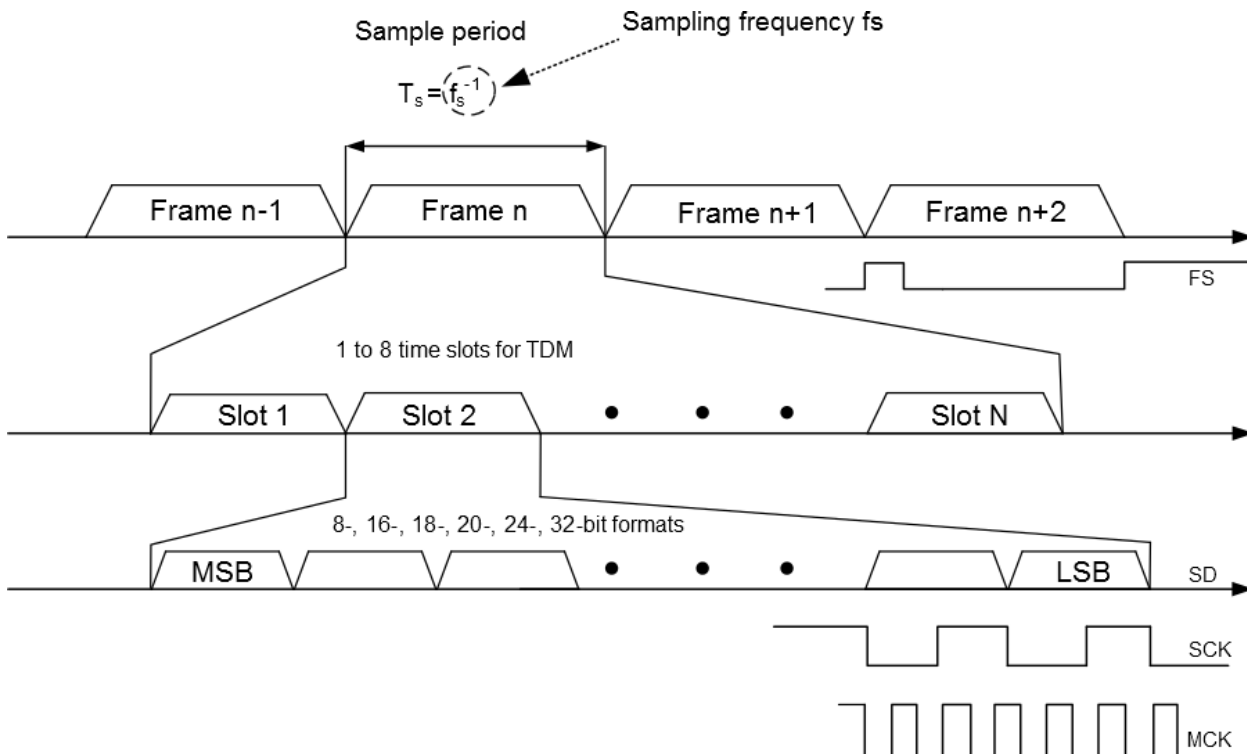 Sample period
Sampling frequency fs
Tₛ = fₛ⁻¹
Frame n-1
Frame n
Frame n+1
Frame n+2
FS
1 to 8 time slots for TDM
Slot 1
Slot 2
Slot N
8-, 16-, 18-, 20-, 24-, 32-bit formats
MSB
LSB
SD
SCK
MCK